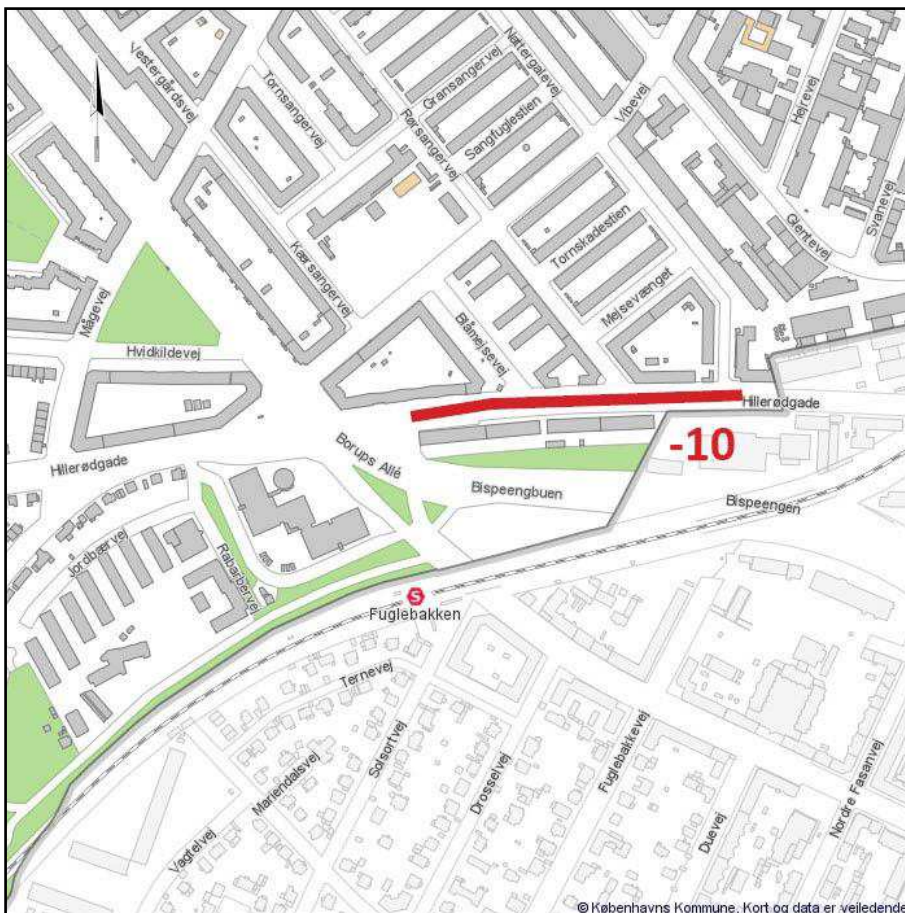 Vestergårdsvej
Tornsangervej
Gransangervej
Nattergalevej
Rørsangervej
Sangfuglestien
Vibevej
Hejrevej
Svanevej
Glentevej
Tornskadestien
Mejsevænget
Kærsangervej
Blåmejsevej
Mågevej
Hvidkildevej
Hillerødgade
-10
Hillerødgade
Borups Allé
Bispeengbuen
Bispeengen
Jordbærvej
Rabarbervej
S
Fuglebakken
Ternevej
Solsortvej
Mariendalsvej
Vagtelvej
Drosselvej
Fuglebakkevej
Duevej
Nordre Fasanvej
© Københavns Kommune. Kort og data er vejledende